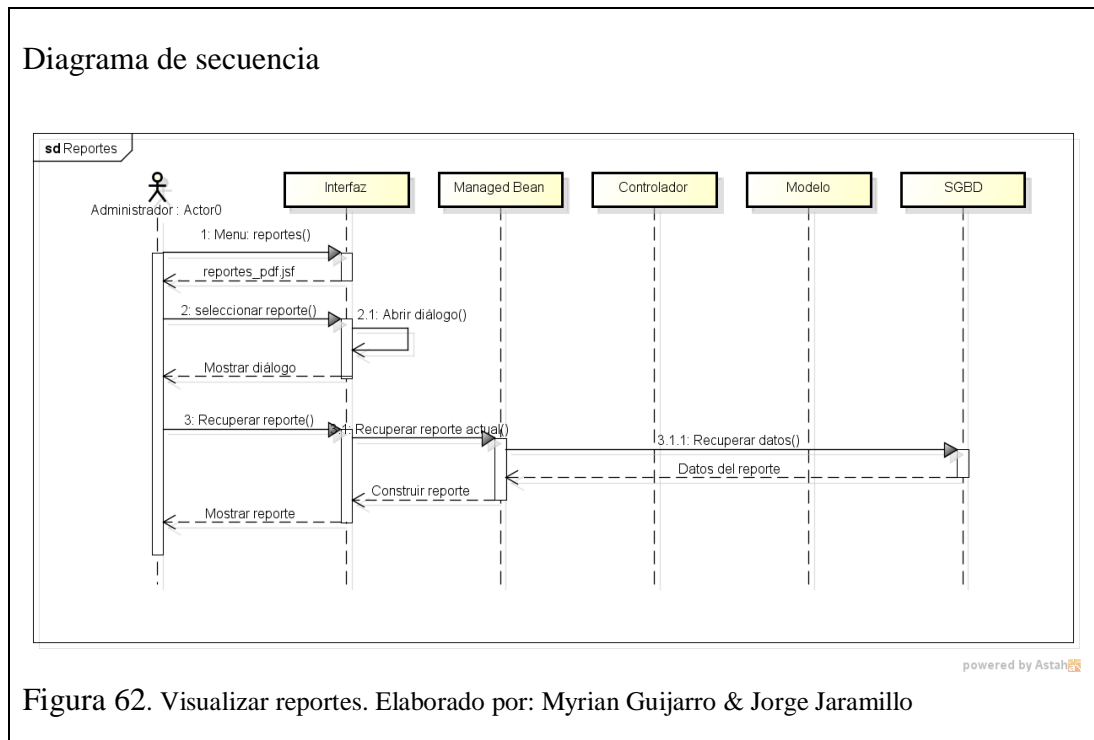 Diagrama de secuencia
sd Reportes
Administrador : Actor0
Interfaz
Managed Bean
Controlador
Modelo
SGBD
1: Menu: reportes()
reportes_pdf.jsf
2: seleccionar reporte()
2.1: Abrir diálogo()
Mostrar diálogo
3: Recuperar reporte()
3.1: Recuperar reporte actual()
3.1.1: Recuperar datos()
Datos del reporte
Construir reporte
Mostrar reporte
powered by Astah
Figura 62. Visualizar reportes. Elaborado por: Myrian Guijarro & Jorge Jaramillo